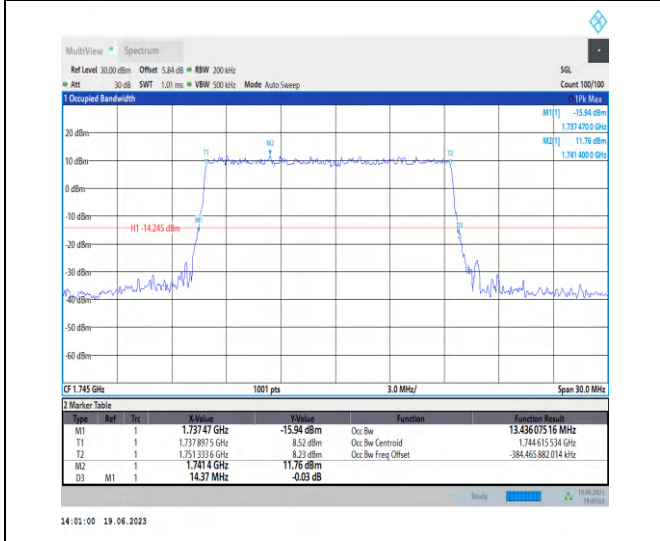 MultiView Spectrum
Ref Level 30.00 dBm Offset 5.84 dB RBW 200 kHz SGL
Att 30 dB SWT 1.01 ms VBW 500 kHz Mode Auto Sweep Count 100/100
1 Occupied Bandwidth 1Pk Max
M1[1] -15.94 dBm
1.737 470 0 GHz
M2[1] 11.76 dBm
1.741 400 0 GHz
20 dBm
T1 M2 T2
10 dBm
0 dBm
-10 dBm
M1 D1
H1 -14.245 dBm
-20 dBm
-30 dBm
-40 dBm
-50 dBm
-60 dBm
CF 1.745 GHz 1001 pts 3.0 MHz/ Span 30.0 MHz
2 Marker Table
Type Ref Trc X-Value Y-Value Function Function Result
M1 1 1.737 47 GHz -15.94 dBm Occ Bw 13.436 075 16 MHz
T1 1 1.737 897 5 GHz 8.52 dBm Occ Bw Centroid 1.744 615 534 GHz
T2 1 1.751 333 6 GHz 8.23 dBm Occ Bw Freq Offset -384.465 882 014 kHz
M2 1 1.741 4 GHz 11.76 dBm
D3 M1 1 14.37 MHz -0.03 dB
Ready 19.06.2023
14:01:00 19.06.2023